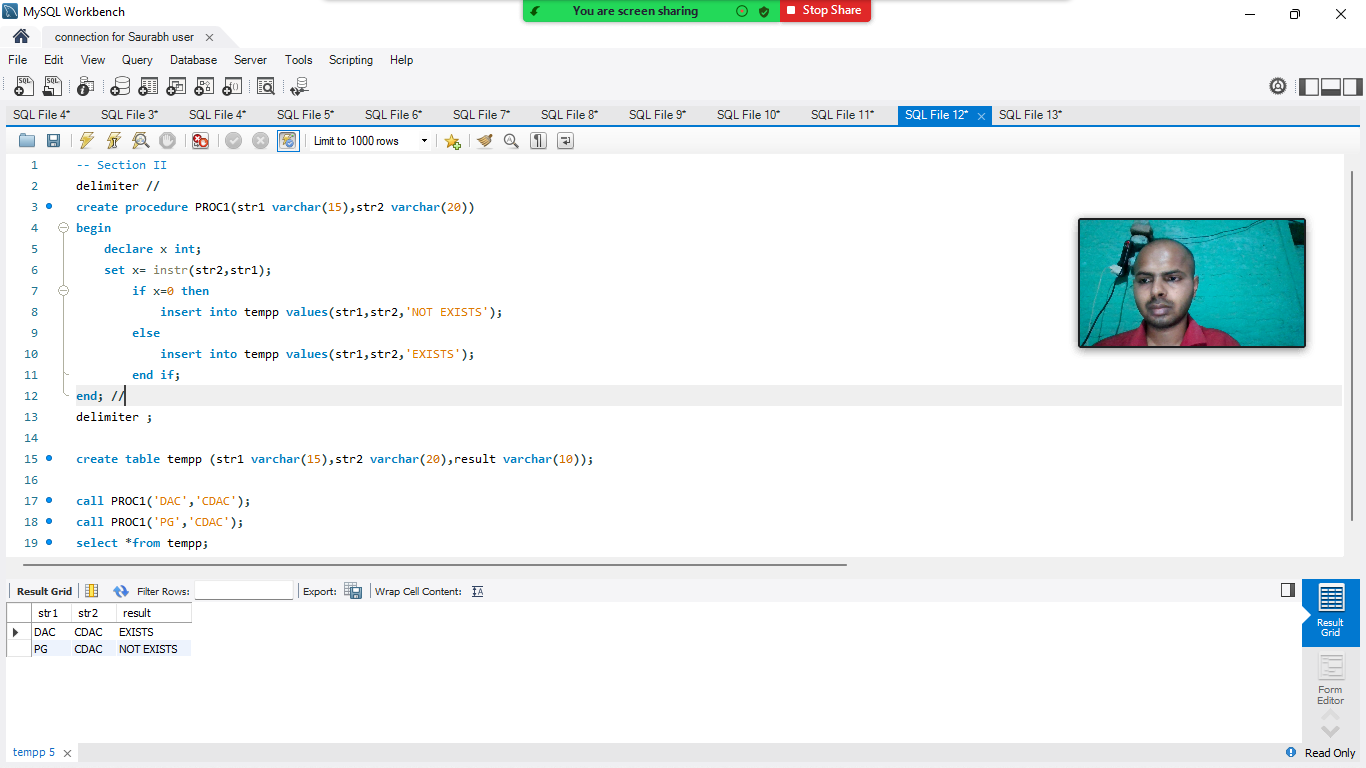 MySQL Workbench
You are screen sharing
Stop Share
connection for Saurabh user
File Edit View Query Database Server Tools Scripting Help
SQL File 4* SQL File 3* SQL File 4* SQL File 5* SQL File 6* SQL File 7* SQL File 8* SQL File 9* SQL File 10* SQL File 11* SQL File 12* SQL File 13*
Limit to 1000 rows
1 -- Section II
2 delimiter //
3 create procedure PROC1(str1 varchar(15),str2 varchar(20))
4 begin
5 declare x int;
6 set x= instr(str2,str1);
7 if x=0 then
8 insert into tempp values(str1,str2,'NOT EXISTS');
9 else
10 insert into tempp values(str1,str2,'EXISTS');
11 end if;
12 end; //
13 delimiter ;
14
15 create table tempp (str1 varchar(15),str2 varchar(20),result varchar(10));
16
17 call PROC1('DAC','CDAC');
18 call PROC1('PG','CDAC');
19 select *from tempp;
Result Grid Filter Rows: Export: Wrap Cell Content:
str1 str2 result
DAC CDAC EXISTS
PG CDAC NOT EXISTS
Result
Grid
Form
Editor
tempp 5
Read Only